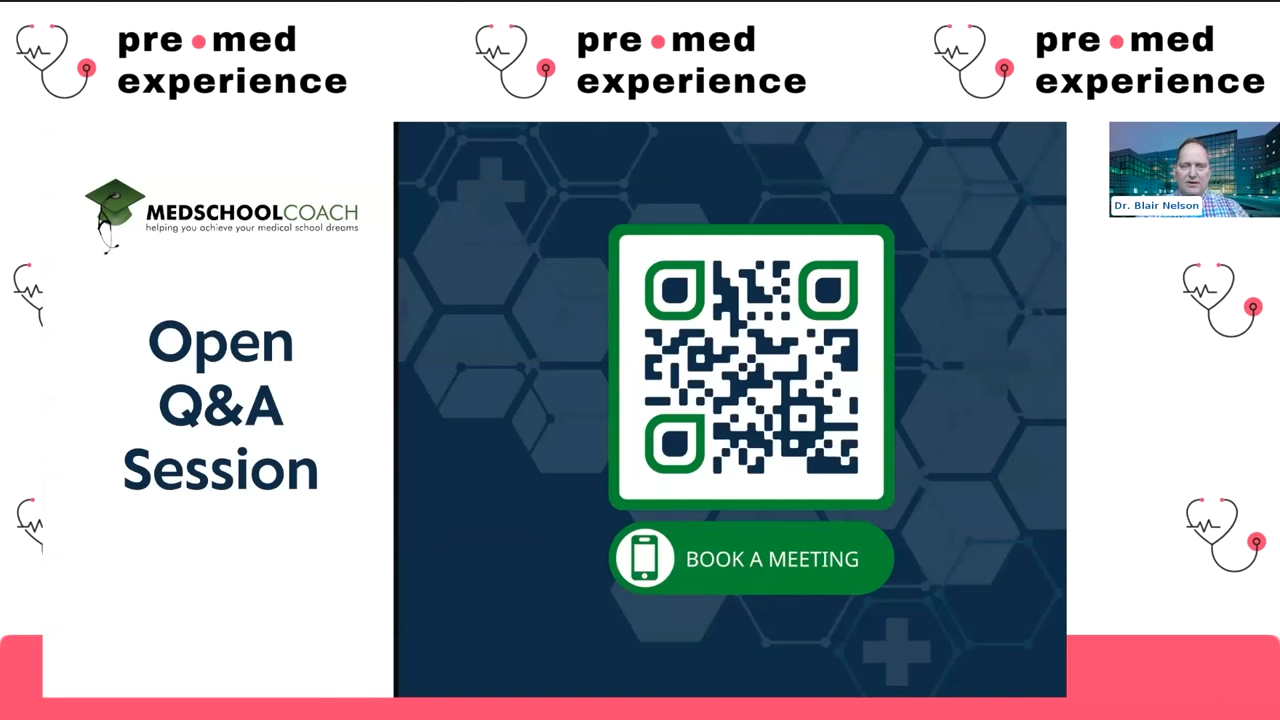 pre med
experience
pre med
experience
pre med
experience
MEDSCHOOLCOACH
helping you achieve your medical school dreams
Open
Q&A
Session
BOOK A MEETING
Dr. Blair Nelson